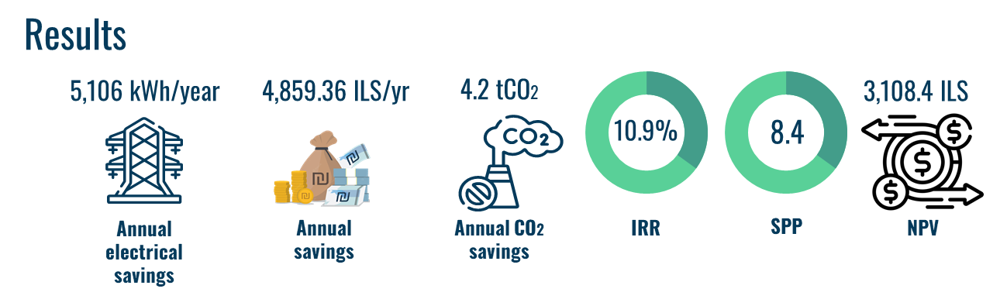 Results
5,106 kWh/year
4,859.36 ILS/yr
4.2 tCO2
10.9%
8.4
3,108.4 ILS
CO2
₪
₪
₪
₪
$
$
$
Annual
electrical
savings
Annual
savings
Annual CO2
savings
IRR
SPP
NPV